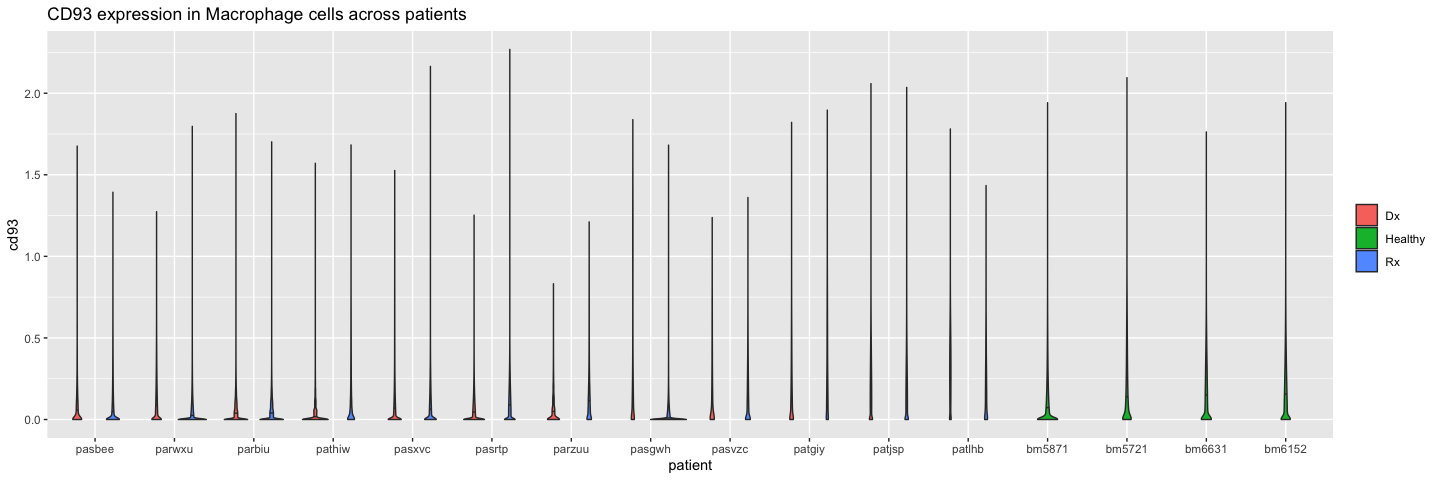 CD93 expression in Macrophage cells across patients
cd93
2.0
1.5
1.0
0.5
0.0
pasbee parwxu parbiu pathiw pasxvc pasrtp parzuu pasgwh pasvzc patgiy patjsp patlhb bm5871 bm5721 bm6631 bm6152
patient
Dx
Healthy
Rx